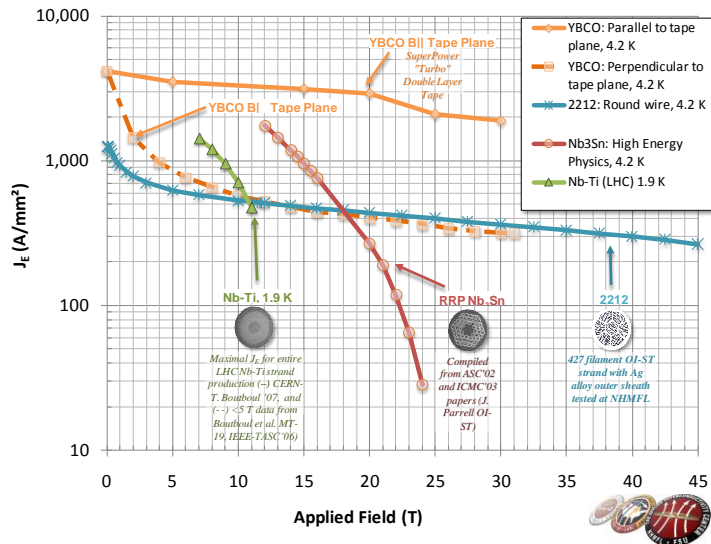 10,000
1,000
100
10
J_E (A/mm²)
0 5 10 15 20 25 30 35 40 45
Applied Field (T)
YBCO: Parallel to tape
plane, 4.2 K
YBCO: Perpendicular to
tape plane, 4.2 K
2212: Round wire, 4.2 K
Nb3Sn: High Energy
Physics, 4.2 K
Nb-Ti (LHC) 1.9 K
YBCO B|| Tape Plane
SuperPower
"Turbo"
Double Layer
Tape
YBCO B| Tape Plane
Nb-Ti, 1.9 K
Maximal J_E for entire
LHC Nb-Ti strand
production (–) CERN-
T. Boutboul '07, and
(- -) <5 T data from
Boutboul et al. MT-
19, IEEE-TASC '06)
RRP Nb₃Sn
Compiled
from ASC'02
and ICMC'03
papers (J.
Parrell OI-
ST)
2212
427 filament OI-ST
strand with Ag
alloy outer sheath
tested at NHMFL
FSU